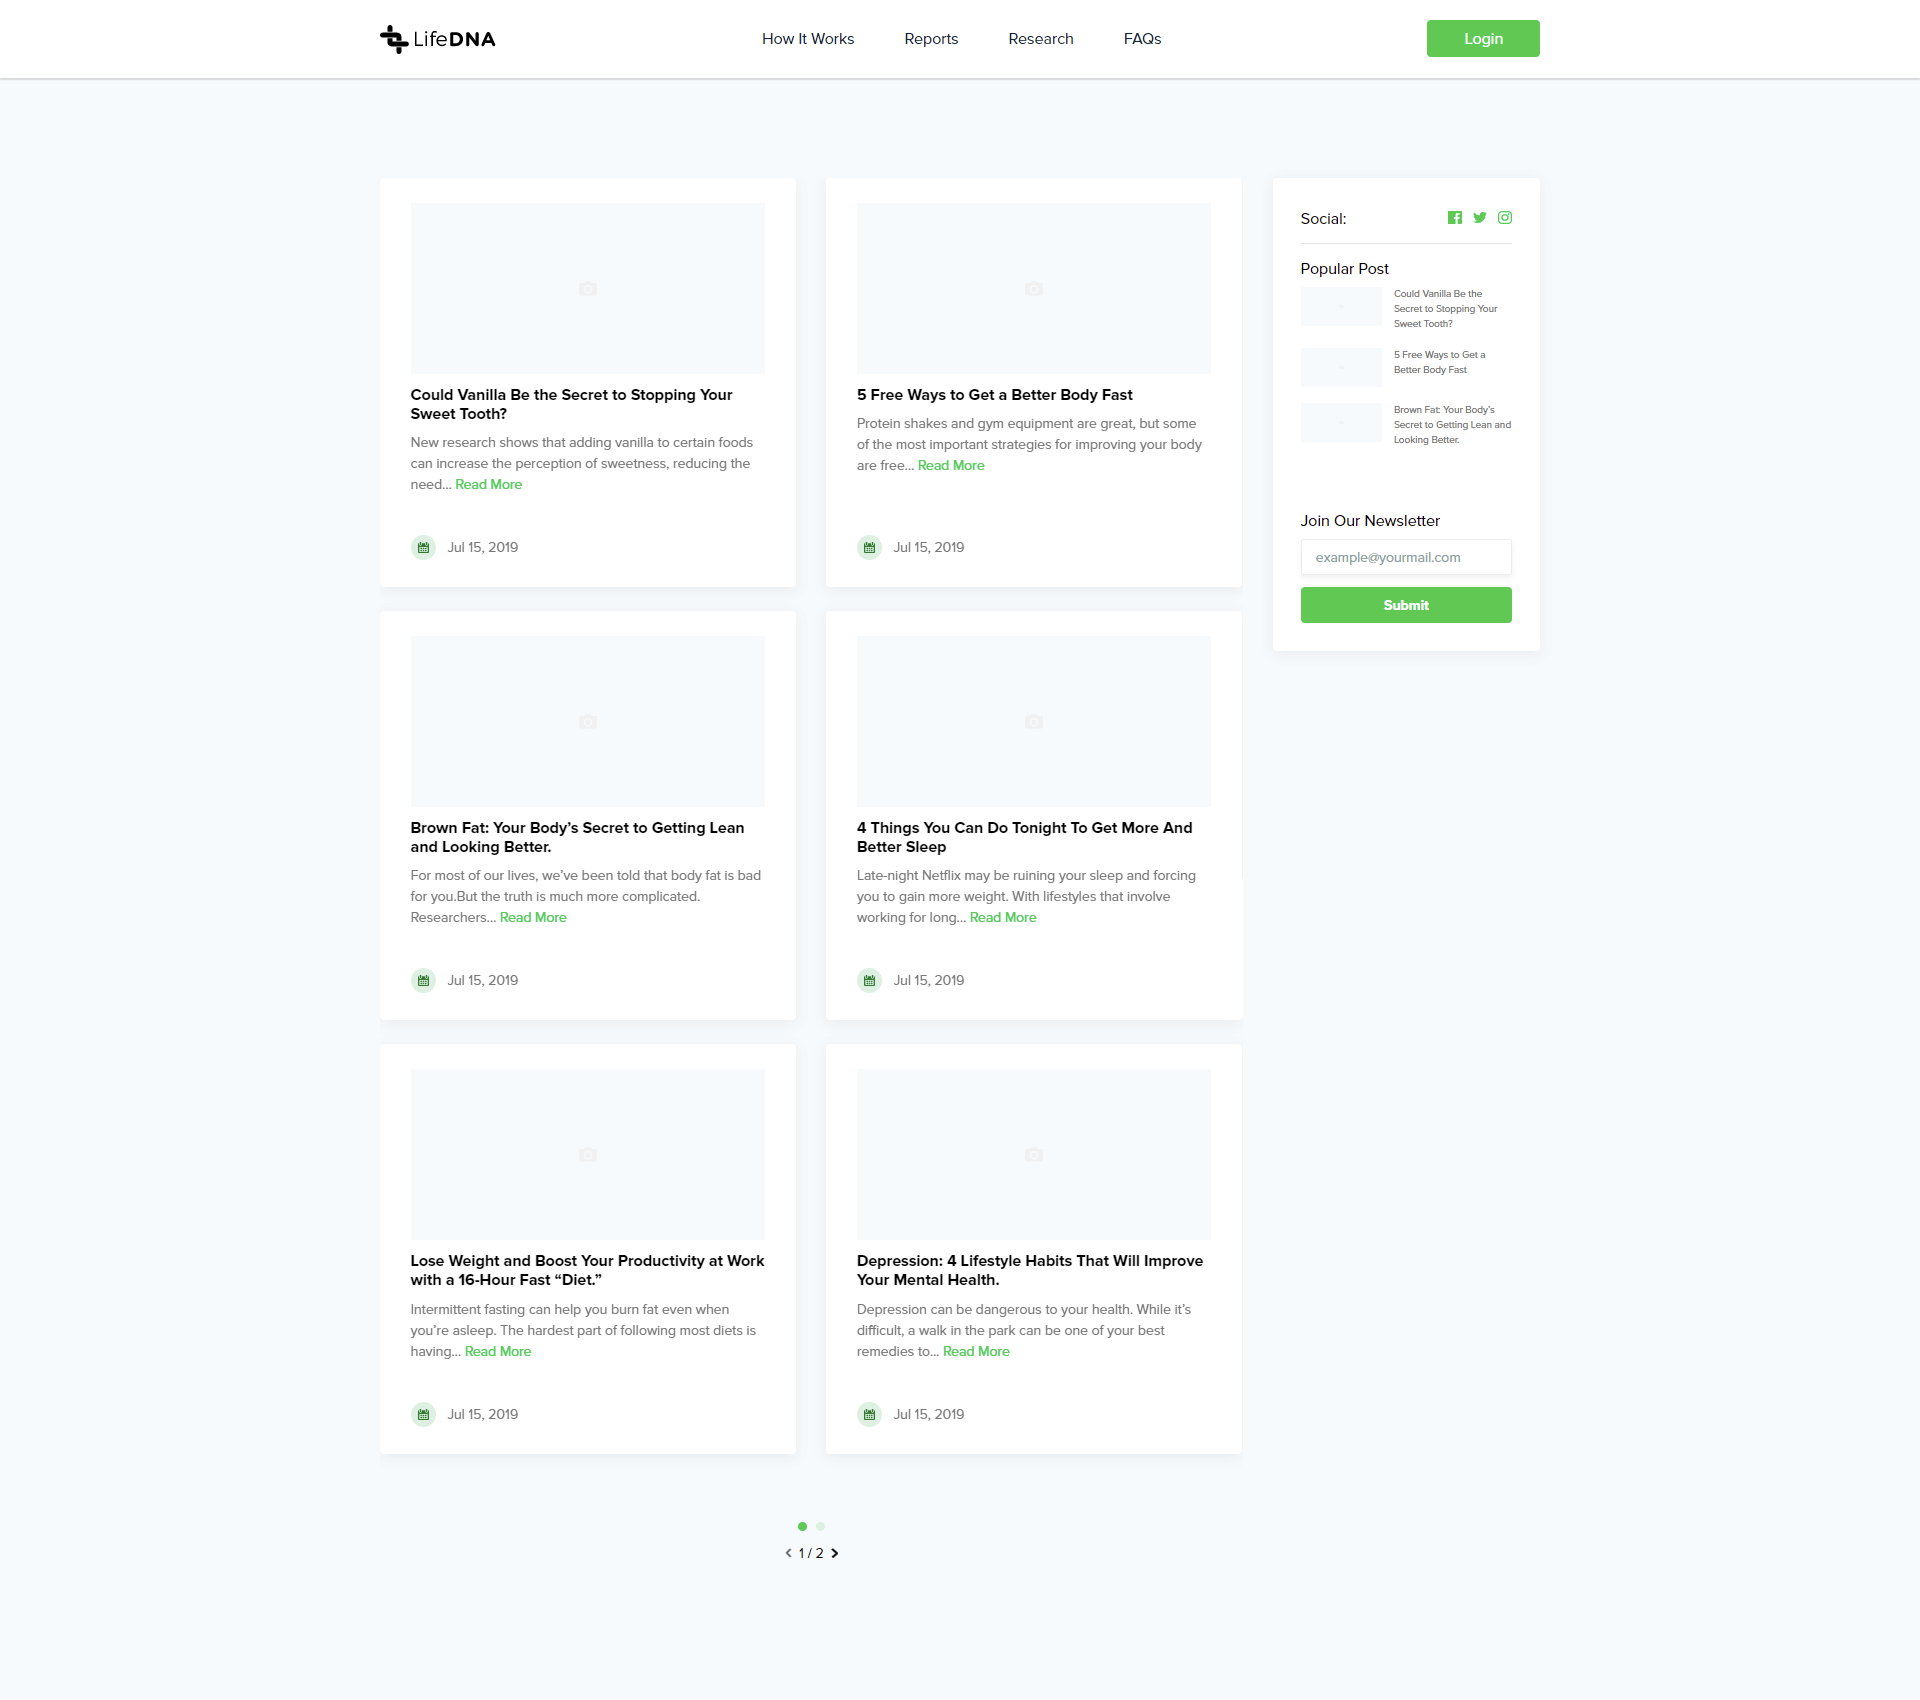 LifeDNA
How It Works
Reports
Research
FAQs
Login
Could Vanilla Be the Secret to Stopping Your
Sweet Tooth?
New research shows that adding vanilla to certain foods
can increase the perception of sweetness, reducing the
need... Read More
Jul 15, 2019
5 Free Ways to Get a Better Body Fast
Protein shakes and gym equipment are great, but some
of the most important strategies for improving your body
are free... Read More
Jul 15, 2019
Brown Fat: Your Body’s Secret to Getting Lean
and Looking Better.
For most of our lives, we’ve been told that body fat is bad
for you.But the truth is much more complicated.
Researchers... Read More
Jul 15, 2019
4 Things You Can Do Tonight To Get More And
Better Sleep
Late-night Netflix may be ruining your sleep and forcing
you to gain more weight. With lifestyles that involve
working for long... Read More
Jul 15, 2019
Lose Weight and Boost Your Productivity at Work
with a 16-Hour Fast “Diet.”
Intermittent fasting can help you burn fat even when
you’re asleep. The hardest part of following most diets is
having... Read More
Jul 15, 2019
Depression: 4 Lifestyle Habits That Will Improve
Your Mental Health.
Depression can be dangerous to your health. While it’s
difficult, a walk in the park can be one of your best
remedies to... Read More
Jul 15, 2019
1 / 2
Social:
Popular Post
Could Vanilla Be the
Secret to Stopping Your
Sweet Tooth?
5 Free Ways to Get a
Better Body Fast
Brown Fat: Your Body’s
Secret to Getting Lean and
Looking Better.
Join Our Newsletter
example@yourmail.com
Submit